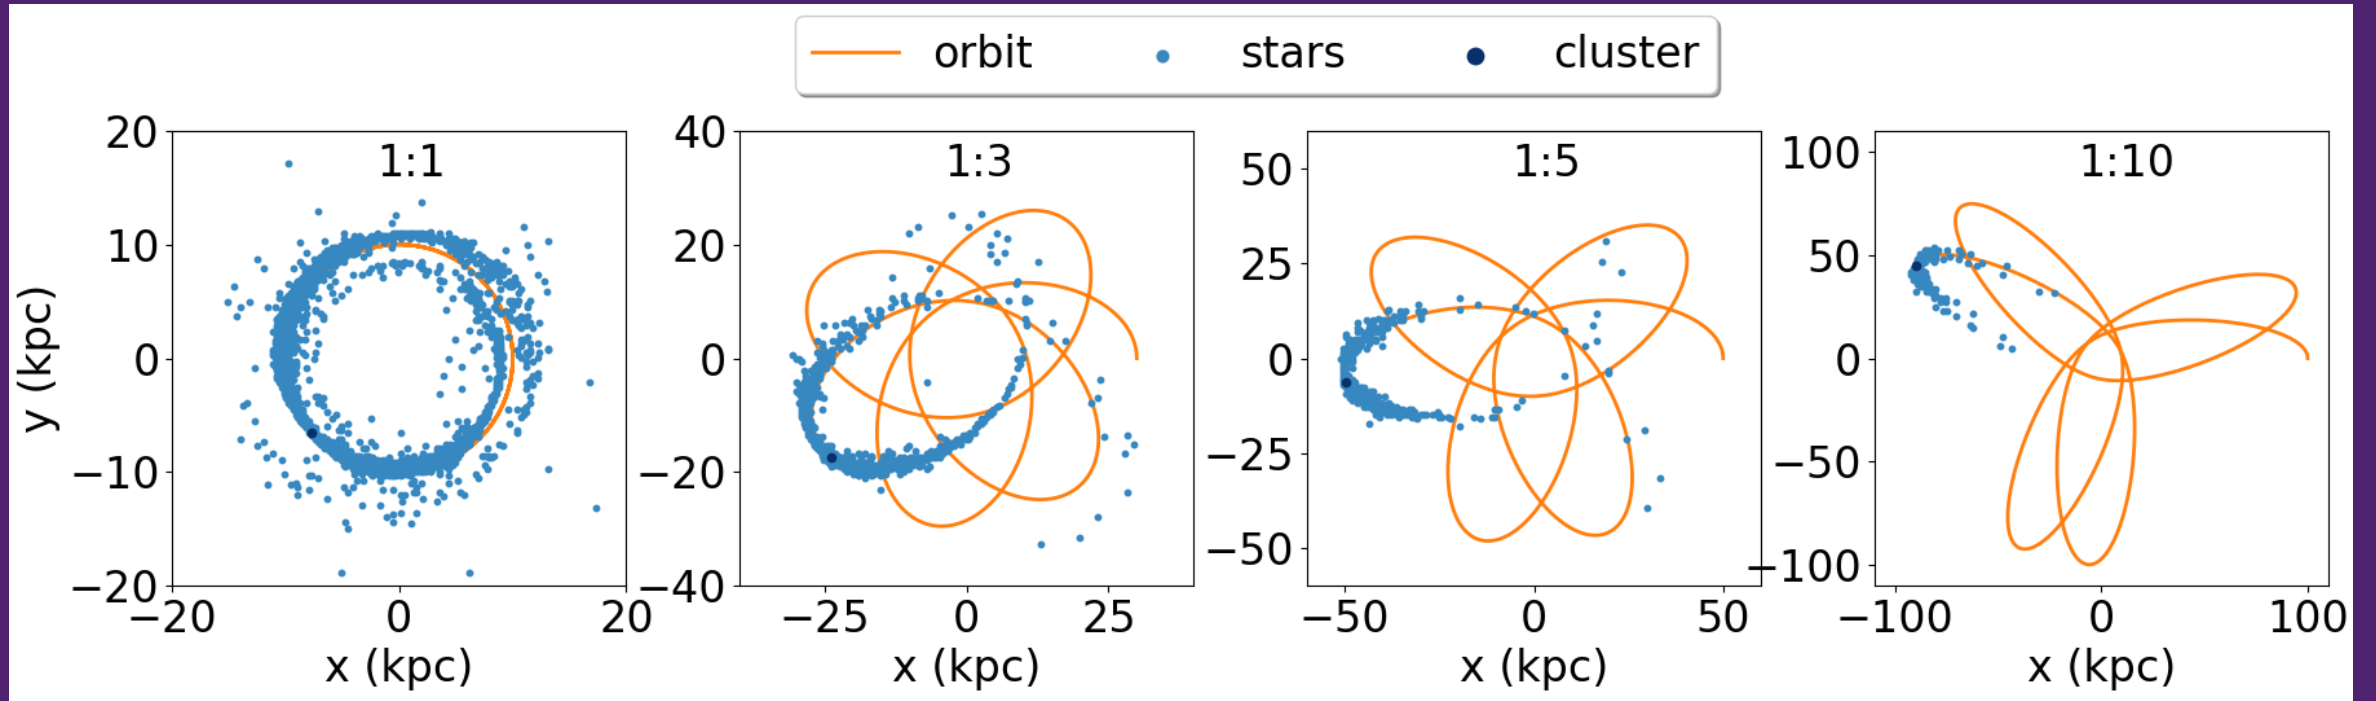 orbit stars cluster
1:1
20
10
0
−10
−20
−20 0 20
x (kpc)
y (kpc)
1:3
40
20
0
−20
−40
−25 0 25
x (kpc)
1:5
50
25
0
−25
−50
−50 0 50
x (kpc)
1:10
100
50
0
−50
−100
−100 0 100
x (kpc)